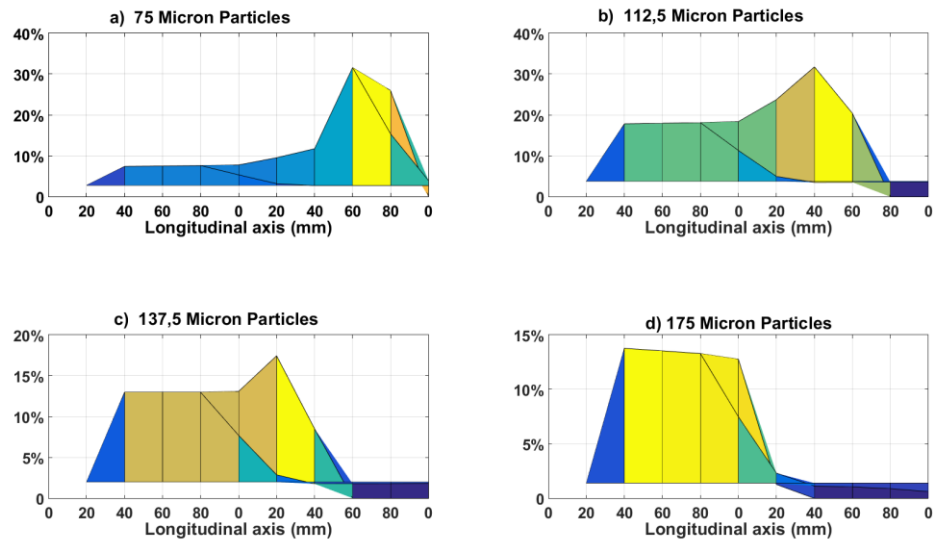 a) 75 Micron Particles
40%
30%
20%
10%
0
0 20 40 60 80 0 20 40 60 80 0
Longitudinal axis (mm)
b) 112,5 Micron Particles
40%
30%
20%
10%
0
0 20 40 60 80 0 20 40 60 80 0
Longitudinal axis (mm)
c) 137,5 Micron Particles
20%
15%
10%
5%
0
0 20 40 60 80 0 20 40 60 80 0
Longitudinal axis (mm)
d) 175 Micron Particles
15%
10%
5%
0
0 20 40 60 80 0 20 40 60 80 0
Longitudinal axis (mm)